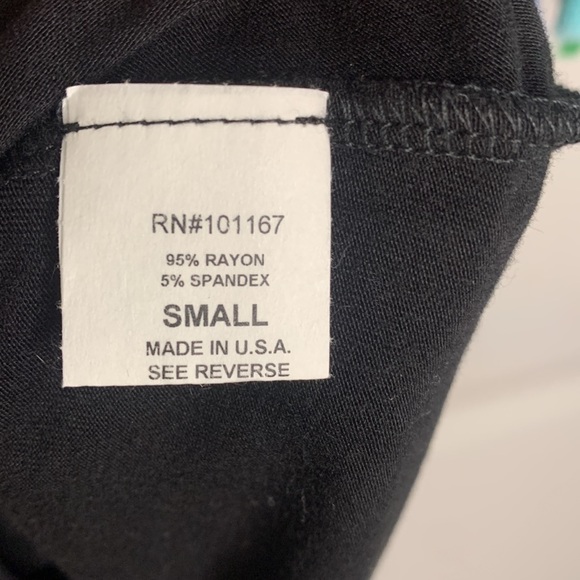 RN#101167
95% RAYON
5% SPANDEX
SMALL
MADE IN U.S.A.
SEE REVERSE